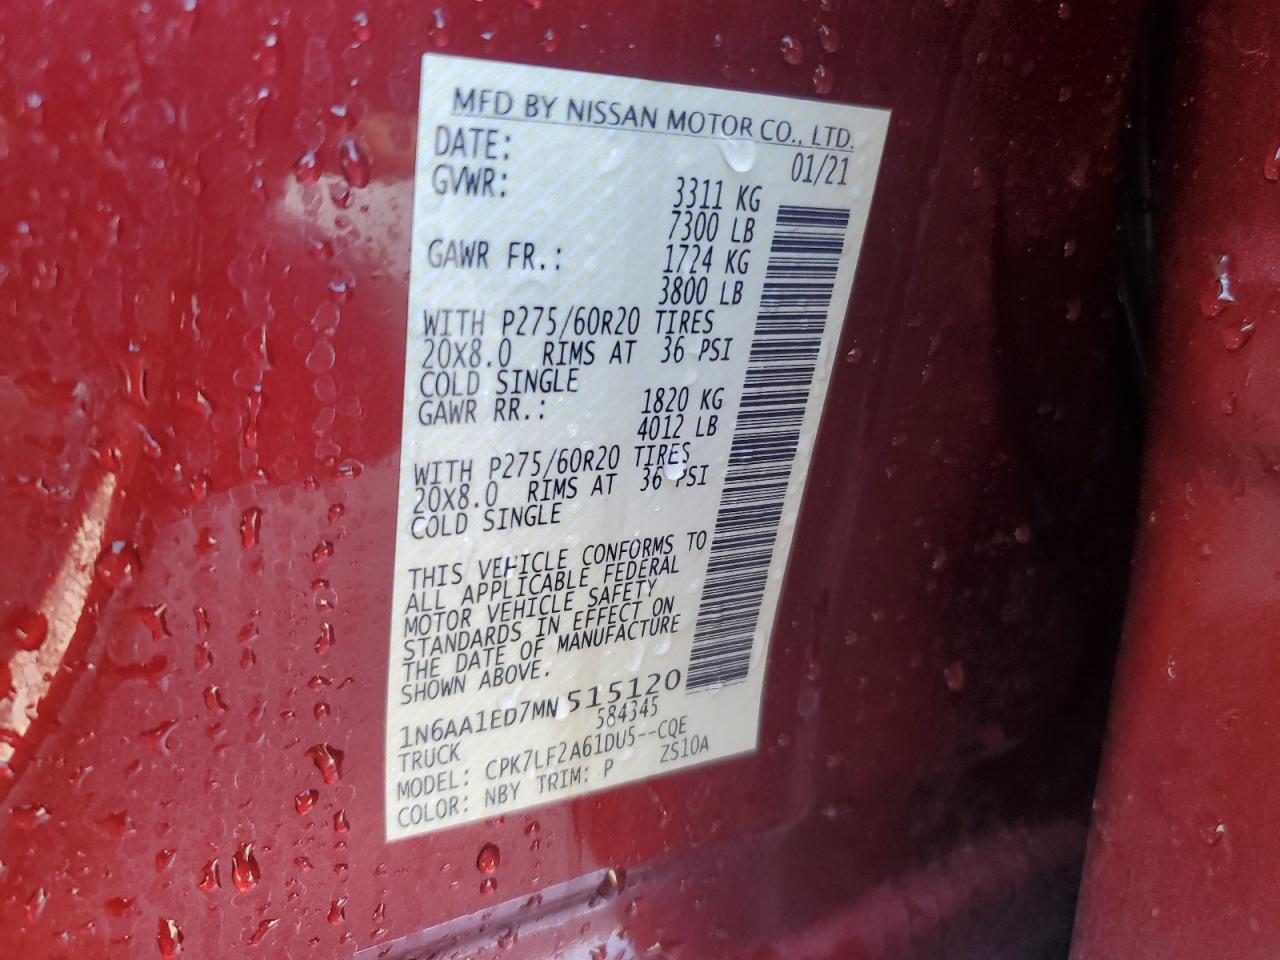 MFD BY NISSAN MOTOR CO., LTD.
DATE: 01/21
GVWR: 3311 KG
7300 LB
GAWR FR.: 1724 KG
3800 LB
WITH P275/60R20 TIRES
20X8.0 RIMS AT 36 PSI
COLD SINGLE
GAWR RR.: 1820 KG
4012 LB
WITH P275/60R20 TIRES
20X8.0 RIMS AT 36 PSI
COLD SINGLE
THIS VEHICLE CONFORMS TO
ALL APPLICABLE FEDERAL
MOTOR VEHICLE SAFETY
STANDARDS IN EFFECT ON
THE DATE OF MANUFACTURE
SHOWN ABOVE.
1N6AA1ED7MN515120
TRUCK 584345
MODEL: CPK7LF2A61DU5--CQE
COLOR: NBY TRIM: P ZS10A